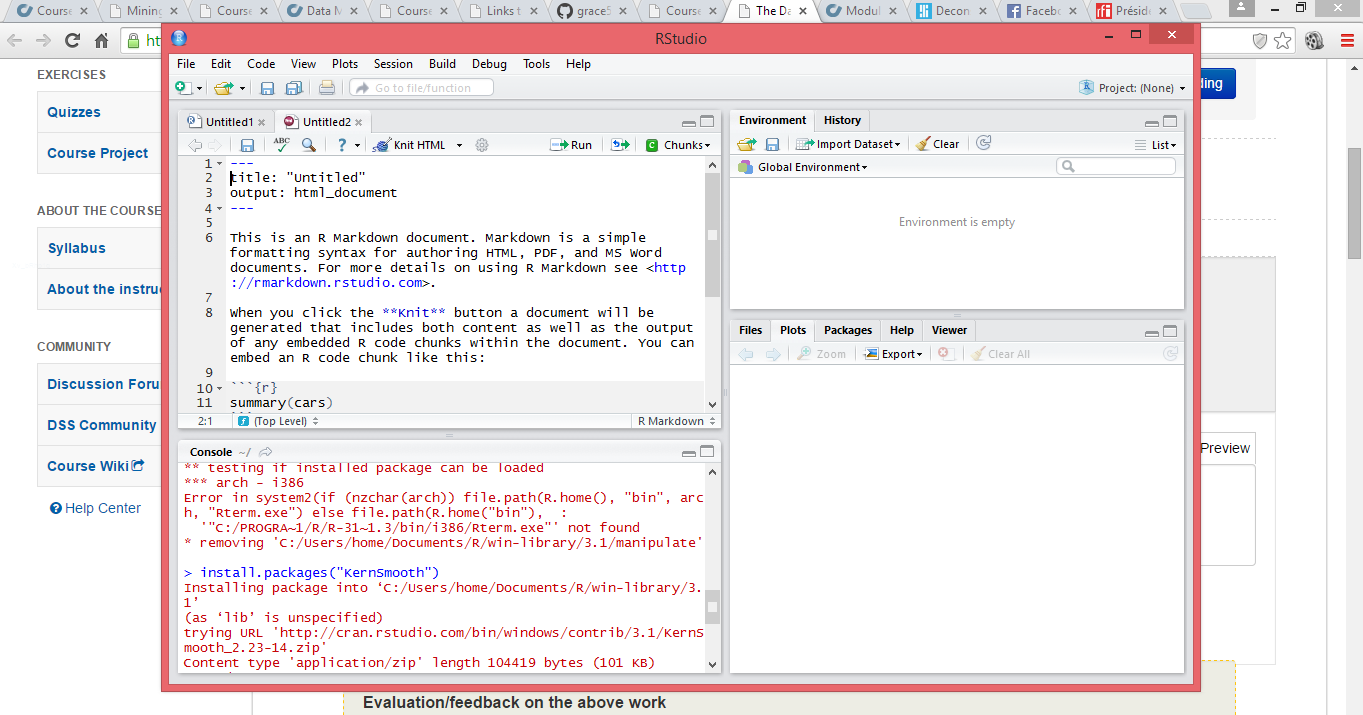 Course
Mining
Course
Data M
Course
Links t
grace5
Course
The Da
Modul
Decon
Facebo
Préside
EXERCISES
Quizzes
Course Project
ABOUT THE COURSE
Syllabus
About the instruc
COMMUNITY
Discussion Foru
DSS Community
Course Wiki
Help Center
RStudio
File Edit Code View Plots Session Build Debug Tools Help
Go to file/function
Project: (None)
Untitled1
Untitled2
ABC
Knit HTML
Run
Chunks
1 ---
2 title: "Untitled"
3 output: html_document
4 ---
5
6 This is an R Markdown document. Markdown is a simple
formatting syntax for authoring HTML, PDF, and MS Word
documents. For more details on using R Markdown see <http
://rmarkdown.rstudio.com>.
7
8 When you click the **Knit** button a document will be
generated that includes both content as well as the output
of any embedded R code chunks within the document. You can
embed an R code chunk like this:
9
10 ```{r}
11 summary(cars)
2:1
(Top Level)
R Markdown
Console ~/
** testing if installed package can be loaded
*** arch - i386
Error in system2(if (nzchar(arch)) file.path(R.home(), "bin", arc
h, "Rterm.exe") else file.path(R.home("bin"),  :
'"C:/PROGRA~1/R/R-31~1.3/bin/i386/Rterm.exe"' not found
* removing 'C:/Users/home/Documents/R/win-library/3.1/manipulate'
> install.packages("KernSmooth")
Installing package into ‘C:/Users/home/Documents/R/win-library/3.
1’
(as ‘lib’ is unspecified)
trying URL 'http://cran.rstudio.com/bin/windows/contrib/3.1/KernS
mooth_2.23-14.zip'
Content type 'application/zip' length 104419 bytes (101 KB)
Environment History
Import Dataset
Clear
List
Global Environment
Environment is empty
Files Plots Packages Help Viewer
Zoom
Export
Clear All
ing
Preview
Evaluation/feedback on the above work